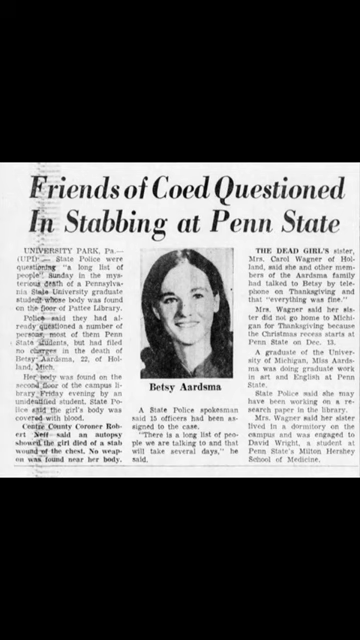 Friends of Coed Questioned
In Stabbing at Penn State
UNIVERSITY PARK, Pa.—
(UPI) — State Police were
questioning "a long list of
people" Sunday in the mys-
terious death of a Pennsylva-
nia State University graduate
student whose body was found
on the floor of Pattee Library.
Police said they had al-
ready questioned a number of
persons, most of them Penn
State students, but had filed
no charges in the death of
Betsy Aardsma, 22, of Hol-
land, Mich.
Her body was found on the
second floor of the campus li-
brary Friday evening by an
unidentified student, State Po-
lice said the girl's body was
covered with blood.
Centre County Coroner Rob-
ert Neff said an autopsy
showed the girl died of a stab
wound of the chest. No weap-
on was found near her body.
Betsy Aardsma
A State Police spokesman
said 15 officers had been as-
signed to the case.
"There is a long list of peo-
ple we are talking to and that
will take several days," he
said.
THE DEAD GIRL'S sister,
Mrs. Carol Wagner of Hol-
land, said she and other mem-
bers of the Aardsma family
had talked to Betsy by tele-
phone on Thanksgiving and
that "everything was fine."
Mrs. Wagner said her sis-
ter did not go home to Michi-
gan for Thanksgiving because
the Christmas recess starts at
Penn State on Dec. 13.
A graduate of the Univer-
sity of Michigan, Miss Aards-
ma was doing graduate work
in art and English at Penn
State.
State Police said she may
have been working on a re-
search paper in the library.
Mrs. Wagner said her sister
lived in a dormitory on the
campus and was engaged to
David Wright, a student at
Penn State's Milton Hershey
School of Medicine.